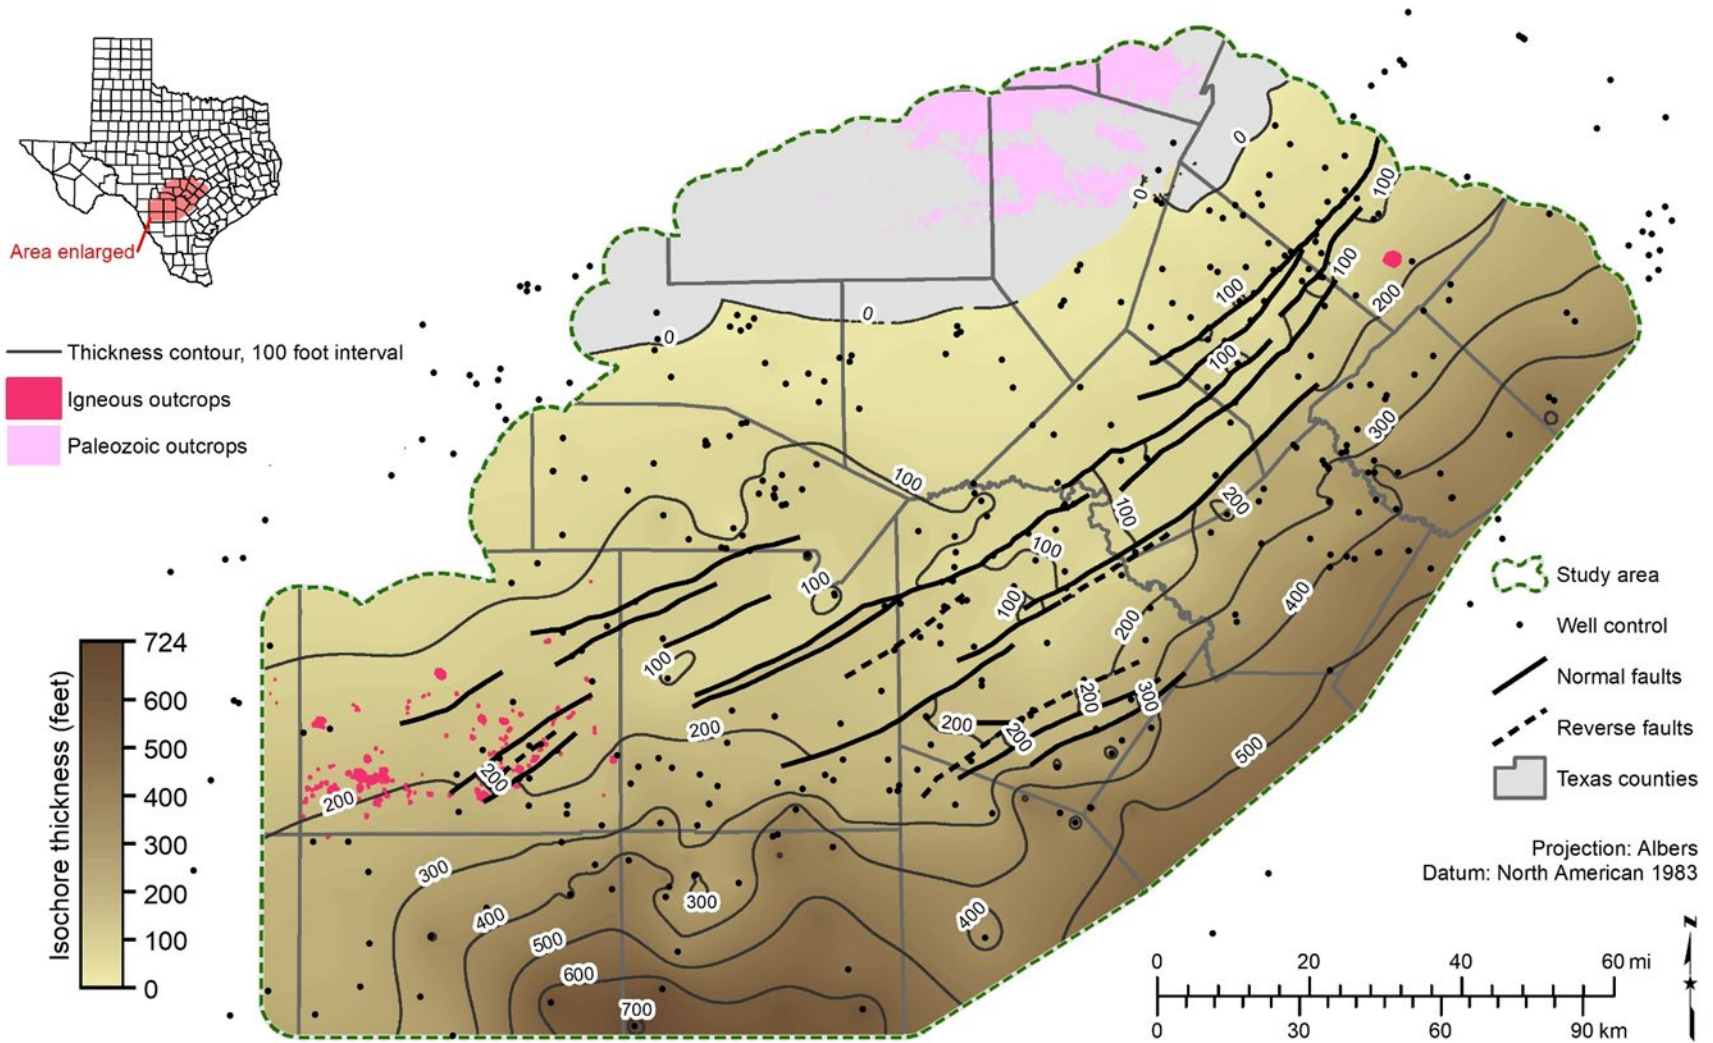 Area enlarged
Thickness contour, 100 foot interval
Igneous outcrops
Paleozoic outcrops
Isochore thickness (feet)
724
600
500
400
300
200
100
0
0
0
0
0
100
100
100
100
200
300
100
100
200
100
100
100
200
400
100
200
200
200
300
200
200
200
200
500
300
300
400
400
500
600
700
Study area
Well control
Normal faults
Reverse faults
Texas counties
Projection: Albers
Datum: North American 1983
N
0 20 40 60 mi
0 30 60 90 km